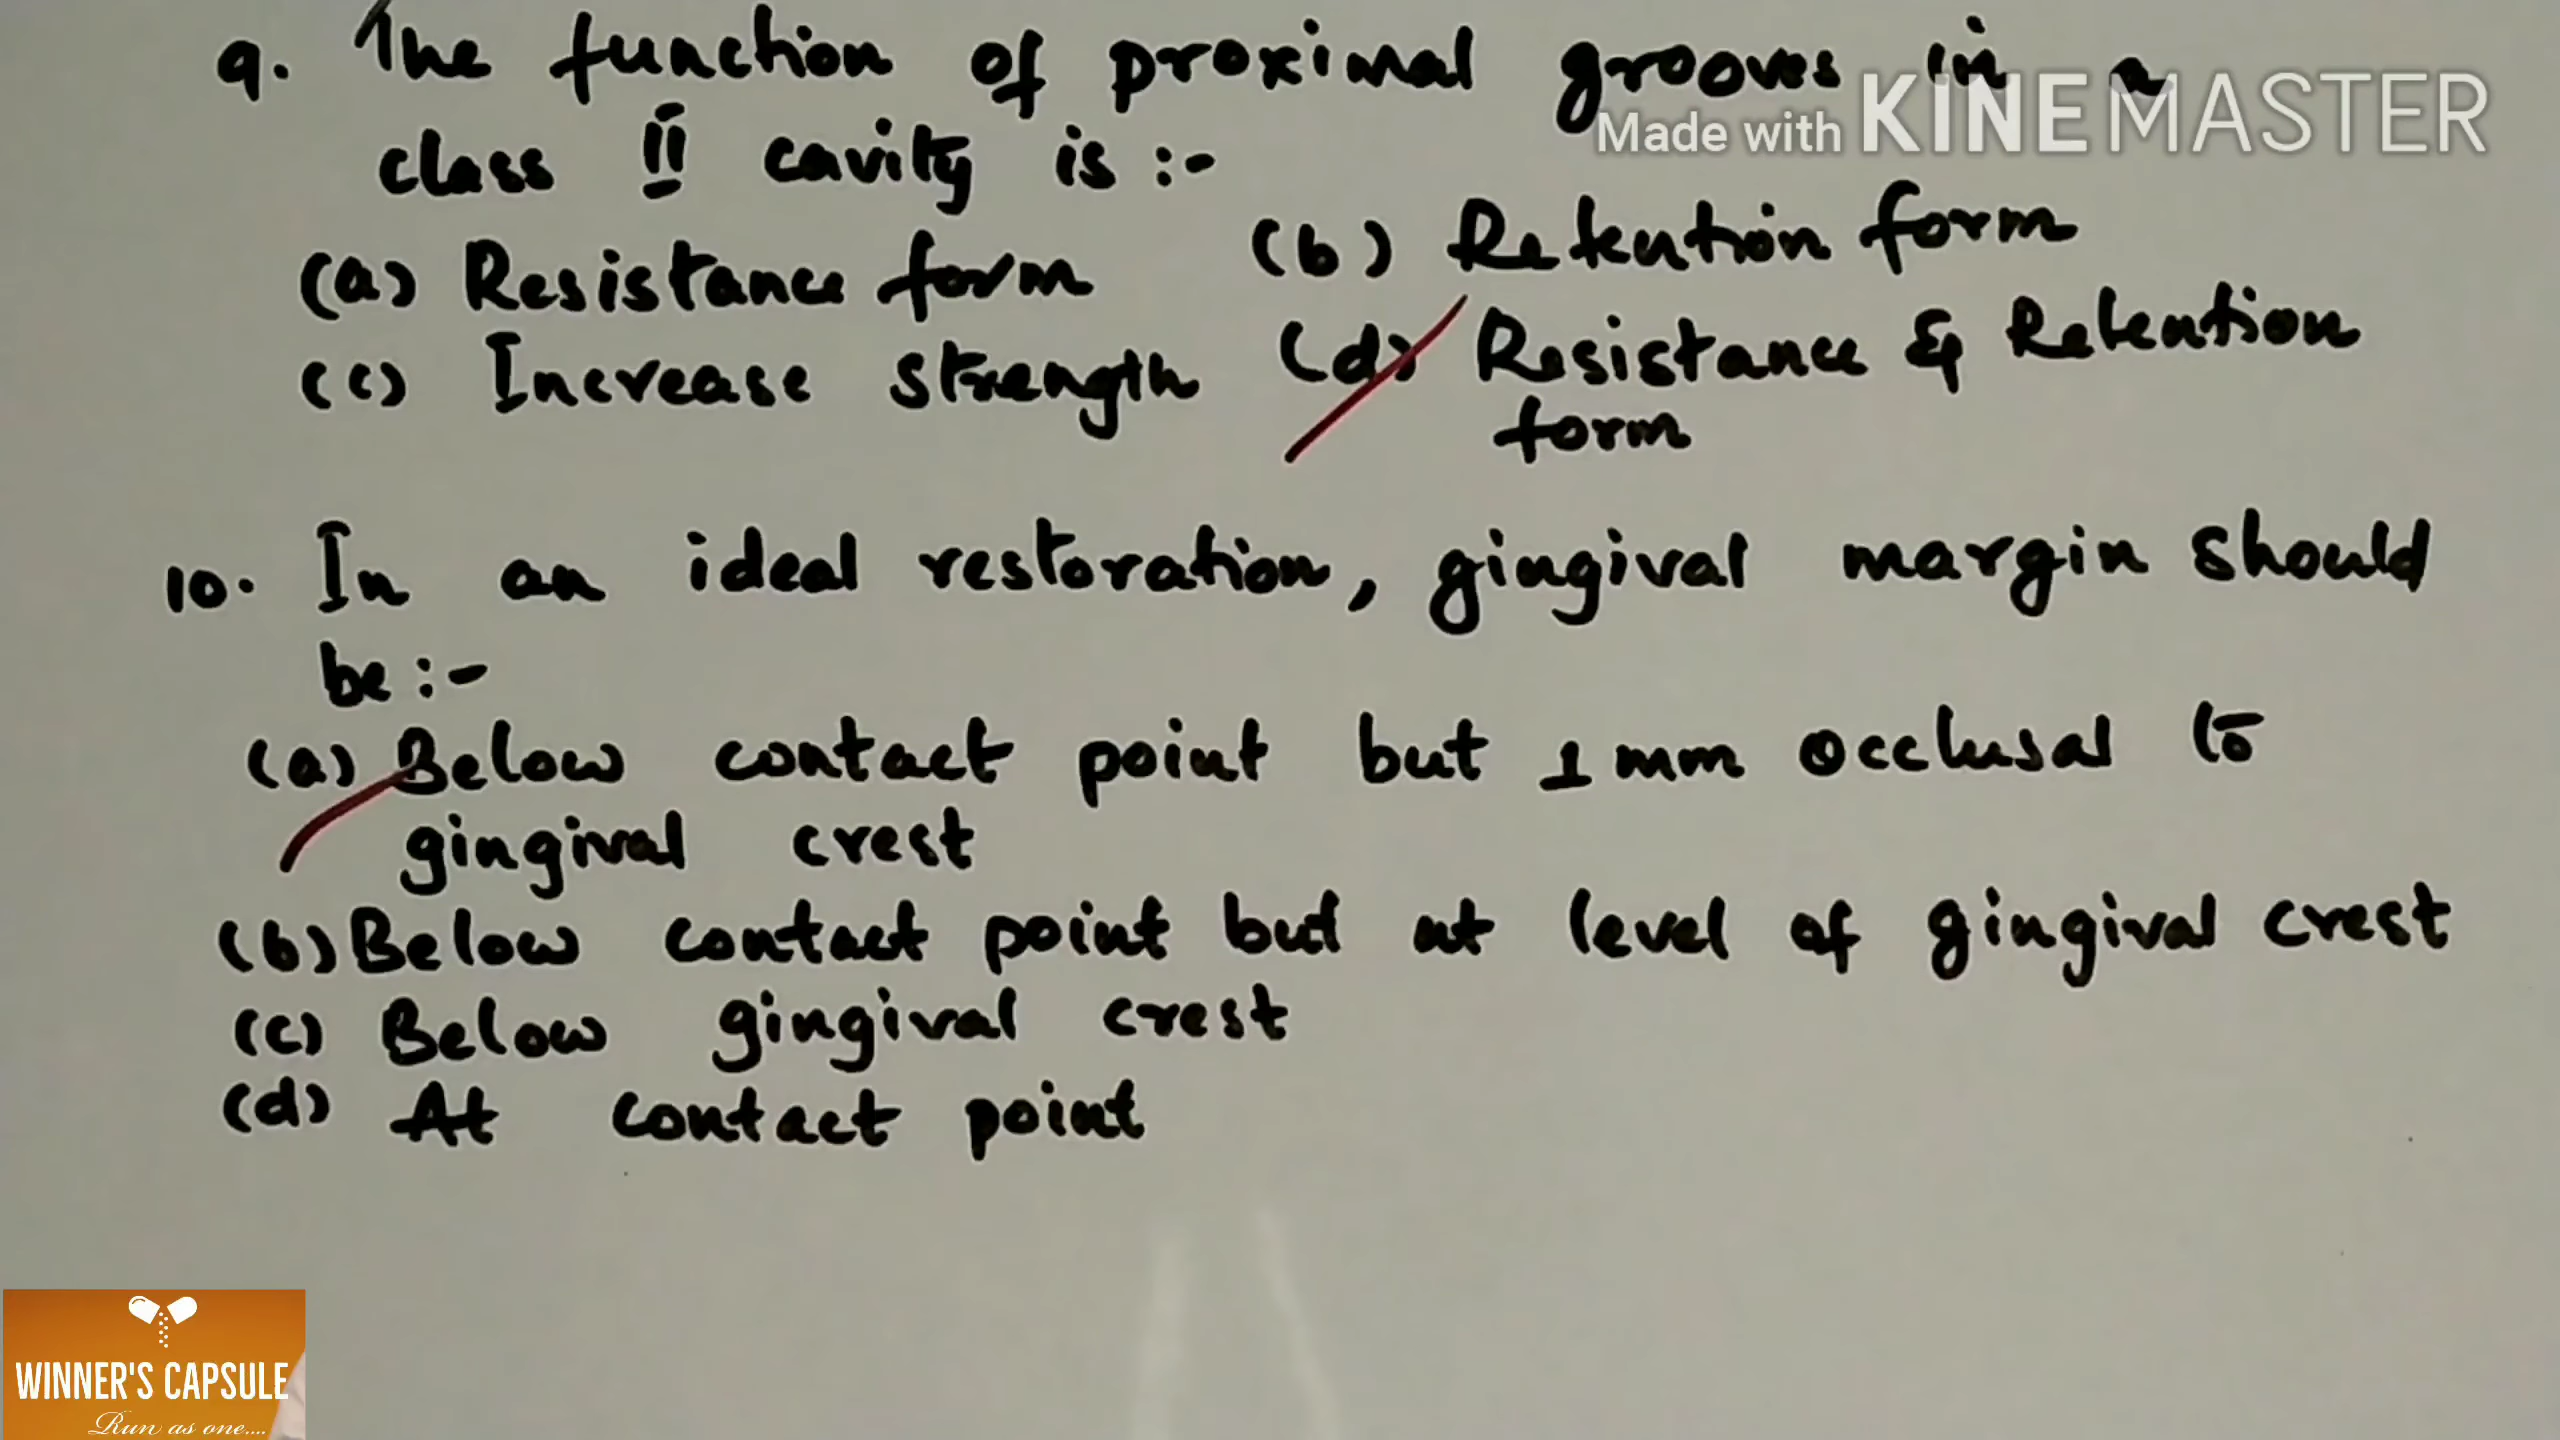 9. The function of proximal grooves in a
Made with KINEMASTER
class II cavity is :-
(a) Resistance form (b) Retention form
(c) Increase strength (d) Resistance & Retention
form
10. In an ideal restoration, gingival margin should
be :-
(a) Below contact point but 1 mm occlusal to
gingival crest
(b) Below contact point but at level of gingival crest
(c) Below gingival crest
(d) At contact point
WINNER'S CAPSULE
Run as one....